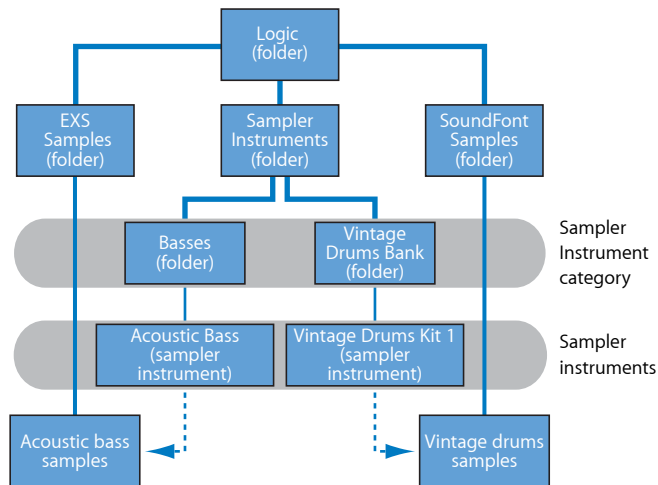 Logic
(folder)
EXS
Samples
(folder)
Sampler
Instruments
(folder)
SoundFont
Samples
(folder)
Basses
(folder)
Vintage
Drums Bank
(folder)
Sampler
Instrument
category
Acoustic Bass
(sampler
instrument)
Vintage Drums Kit 1
(sampler
instrument)
Sampler
instruments
Acoustic bass
samples
Vintage drums
samples